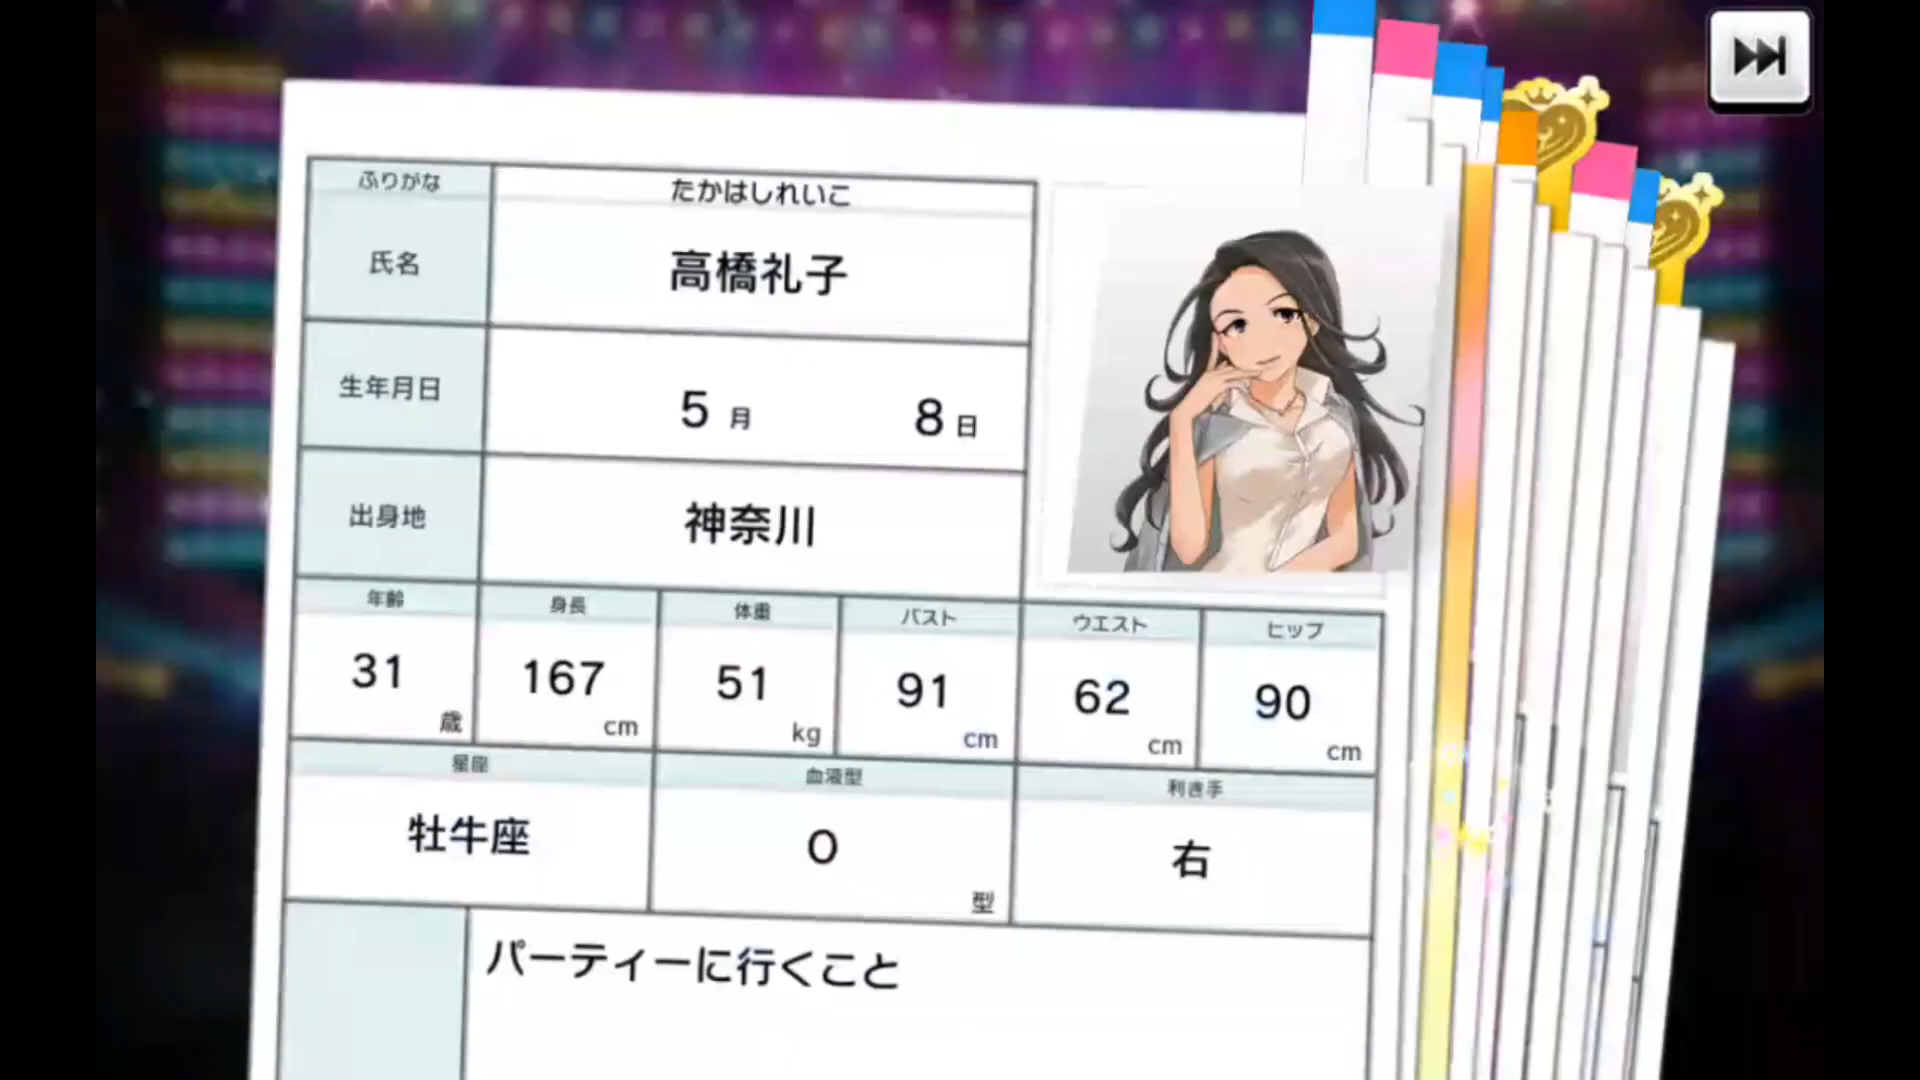 ふりがな
たかはしれいこ
氏名
高橋礼子
生年月日
5 月 8 日
出身地
神奈川
年齢 身長 体重 バスト ウエスト ヒップ
31 歳 167 cm 51 kg 91 cm 62 cm 90 cm
星座 血液型 利き手
牡牛座 O 型 右
パーティーに行くこと